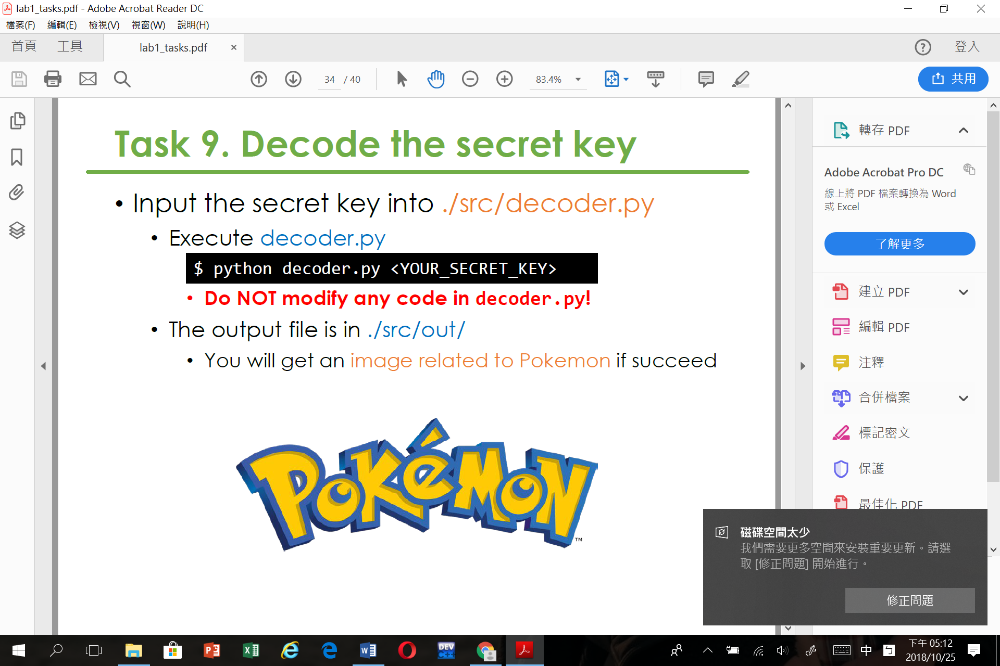 lab1_tasks.pdf - Adobe Acrobat Reader DC
檔案(F) 編輯(E) 檢視(V) 視窗(W) 說明(H)
首頁 工具 lab1_tasks.pdf × ? 登入
34 / 40 83.4% 共用
Task 9. Decode the secret key
• Input the secret key into ./src/decoder.py
• Execute decoder.py
$ python decoder.py <YOUR_SECRET_KEY>
• Do NOT modify any code in decoder.py!
• The output file is in ./src/out/
• You will get an image related to Pokemon if succeed
POKéMON
TM
轉存 PDF
Adobe Acrobat Pro DC
線上將 PDF 檔案轉換為 Word
或 Excel
了解更多
建立 PDF
編輯 PDF
注釋
合併檔案
標記密文
保護
最佳化 PDF
磁碟空間太少
我們需要更多空間來安裝重要更新。請選
取 [修正問題] 開始進行。
修正問題
DEV
C++
中
ㄅ
下午 05:12
2018/10/25